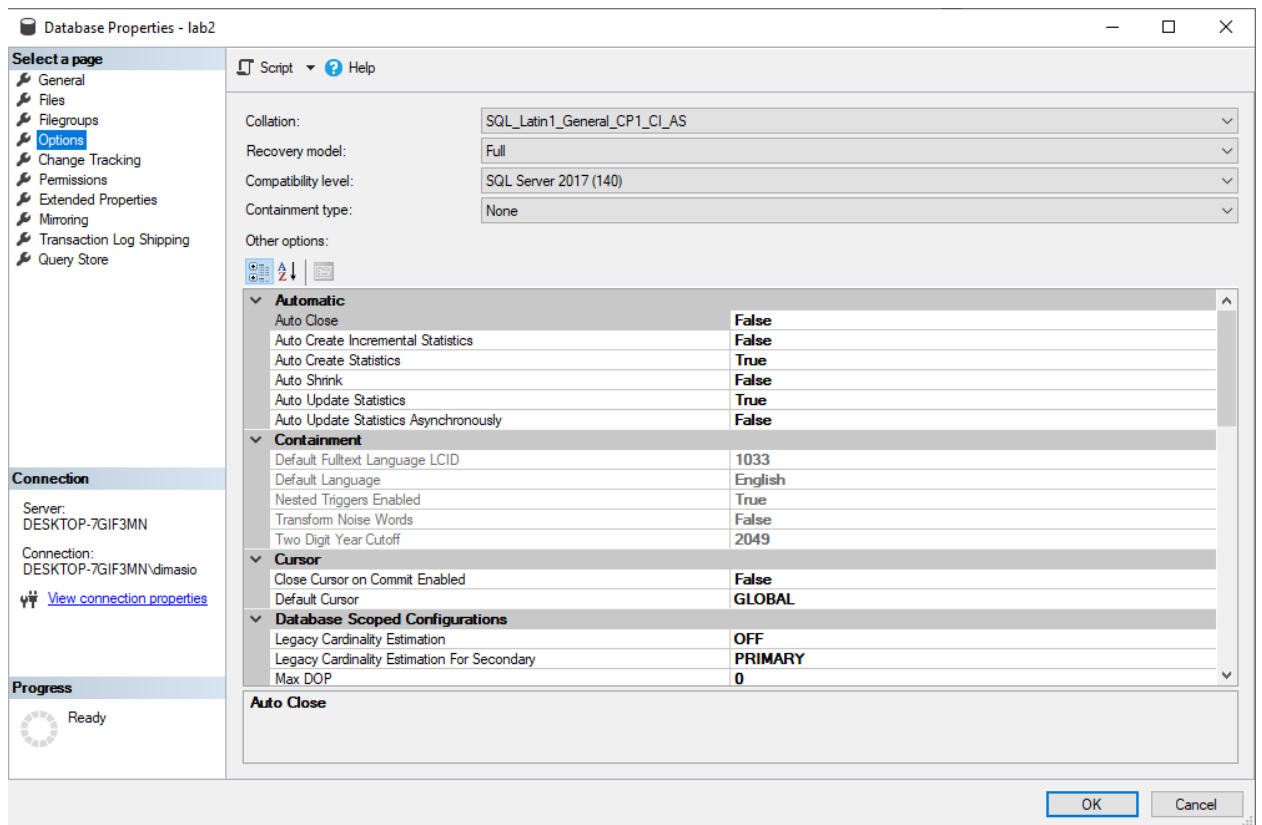 Database Properties - lab2
Select a page
General
Files
Filegroups
Options
Change Tracking
Permissions
Extended Properties
Mirroring
Transaction Log Shipping
Query Store
Connection
Server:
DESKTOP-7GIF3MN
Connection:
DESKTOP-7GIF3MN\dimasio
View connection properties
Progress
Ready
Script Help
Collation: SQL_Latin1_General_CP1_CI_AS
Recovery model: Full
Compatibility level: SQL Server 2017 (140)
Containment type: None
Other options:
Automatic
Auto Close False
Auto Create Incremental Statistics False
Auto Create Statistics True
Auto Shrink False
Auto Update Statistics True
Auto Update Statistics Asynchronously False
Containment
Default Fulltext Language LCID 1033
Default Language English
Nested Triggers Enabled True
Transform Noise Words False
Two Digit Year Cutoff 2049
Cursor
Close Cursor on Commit Enabled False
Default Cursor GLOBAL
Database Scoped Configurations
Legacy Cardinality Estimation OFF
Legacy Cardinality Estimation For Secondary PRIMARY
Max DOP 0
Auto Close
OK Cancel